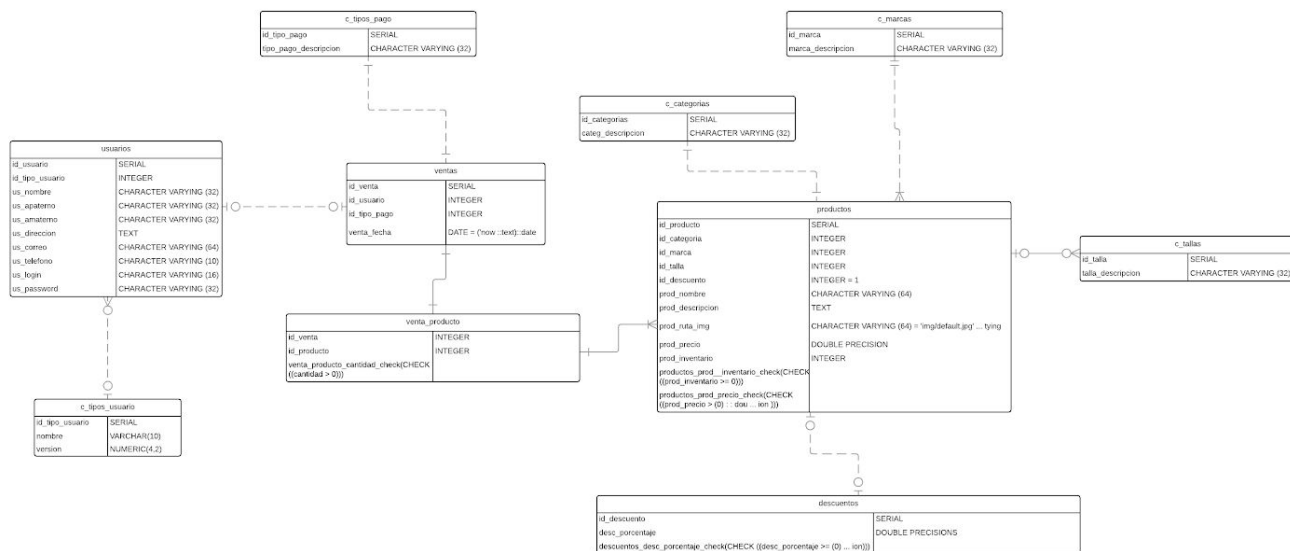 c_tipos_pago
id_tipo_pago SERIAL
tipo_pago_descripcion CHARACTER VARYING (32)
c_marcas
id_marca SERIAL
marca_descripcion CHARACTER VARYING (32)
c_categorias
id_categorias SERIAL
categ_descripcion CHARACTER VARYING (32)
usuarios
id_usuario SERIAL
id_tipo_usuario INTEGER
us_nombre CHARACTER VARYING (32)
us_apaterno CHARACTER VARYING (32)
us_amaterno CHARACTER VARYING (32)
us_direccion TEXT
us_correo CHARACTER VARYING (64)
us_telefono CHARACTER VARYING (10)
us_login CHARACTER VARYING (16)
us_password CHARACTER VARYING (32)
ventas
id_venta SERIAL
id_usuario INTEGER
id_tipo_pago INTEGER
venta_fecha DATE = ('now ::text)::date
productos
id_producto SERIAL
id_categoria INTEGER
id_marca INTEGER
id_talla INTEGER
id_descuento INTEGER = 1
prod_nombre CHARACTER VARYING (64)
prod_descripcion TEXT
prod_ruta_img CHARACTER VARYING (64) = 'img/default.jpg' ... tying
prod_precio DOUBLE PRECISION
prod_inventario INTEGER
productos_prod__inventario_check(CHECK
((prod_inventario >= 0)))
productos_prod_precio_check(CHECK
((prod_precio > (0) : : dou ... ion )))
c_tallas
id_talla SERIAL
talla_descripcion CHARACTER VARYING (32)
venta_producto
id_venta INTEGER
id_producto INTEGER
venta_producto_cantidad_check(CHECK
((cantidad > 0)))
c_tipos_usuario
id_tipo_usuario SERIAL
nombre VARCHAR(10)
version NUMERIC(4,2)
descuentos
id_descuento SERIAL
desc_porcentaje DOUBLE PRECISIONS
descuentos_desc_porcentaje_check(CHECK ((desc_porcentaje >= (0) ... ion)))